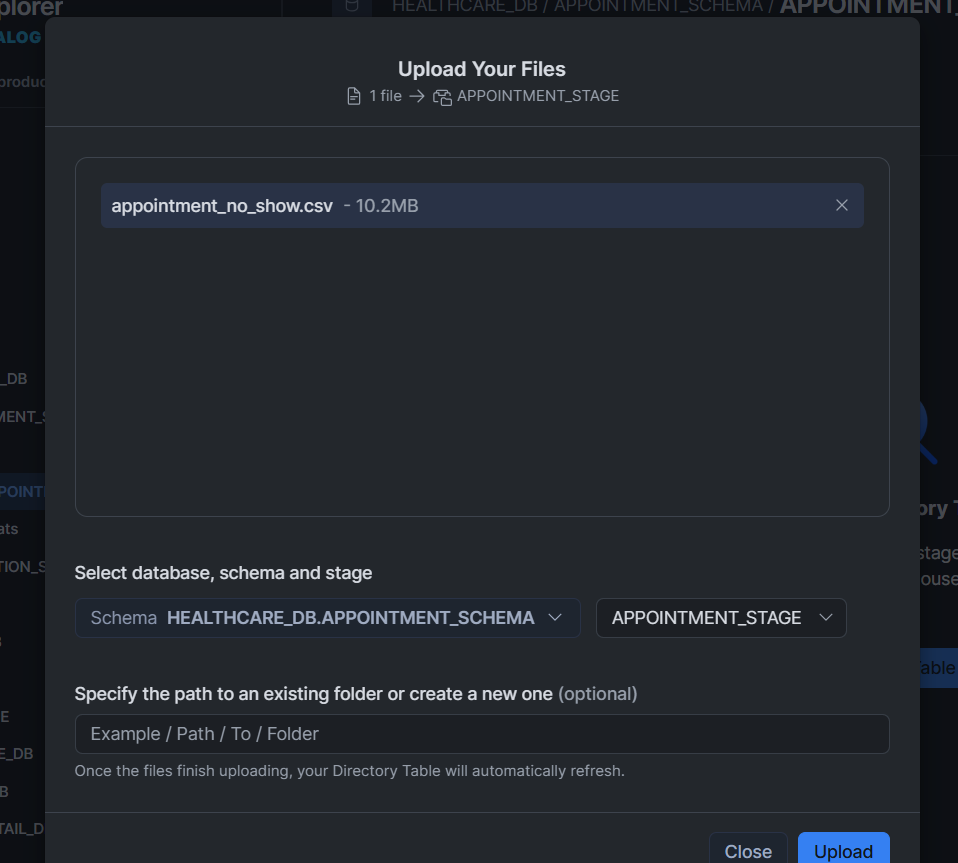 plorer
HEALTHCARE_DB / APPOINTMENT_SCHEMA / APPOINTMENT_
ALOG
Upload Your Files
1 file → APPOINTMENT_STAGE
produc
appointment_no_show.csv - 10.2MB
_DB
MENT_S
POINT
ats
TION_S
ory T
stage
ouse
Select database, schema and stage
Schema HEALTHCARE_DB.APPOINTMENT_SCHEMA
APPOINTMENT_STAGE
able
Specify the path to an existing folder or create a new one (optional)
E
Example / Path / To / Folder
E_DB
Once the files finish uploading, your Directory Table will automatically refresh.
B
TAIL_D
Close
Upload